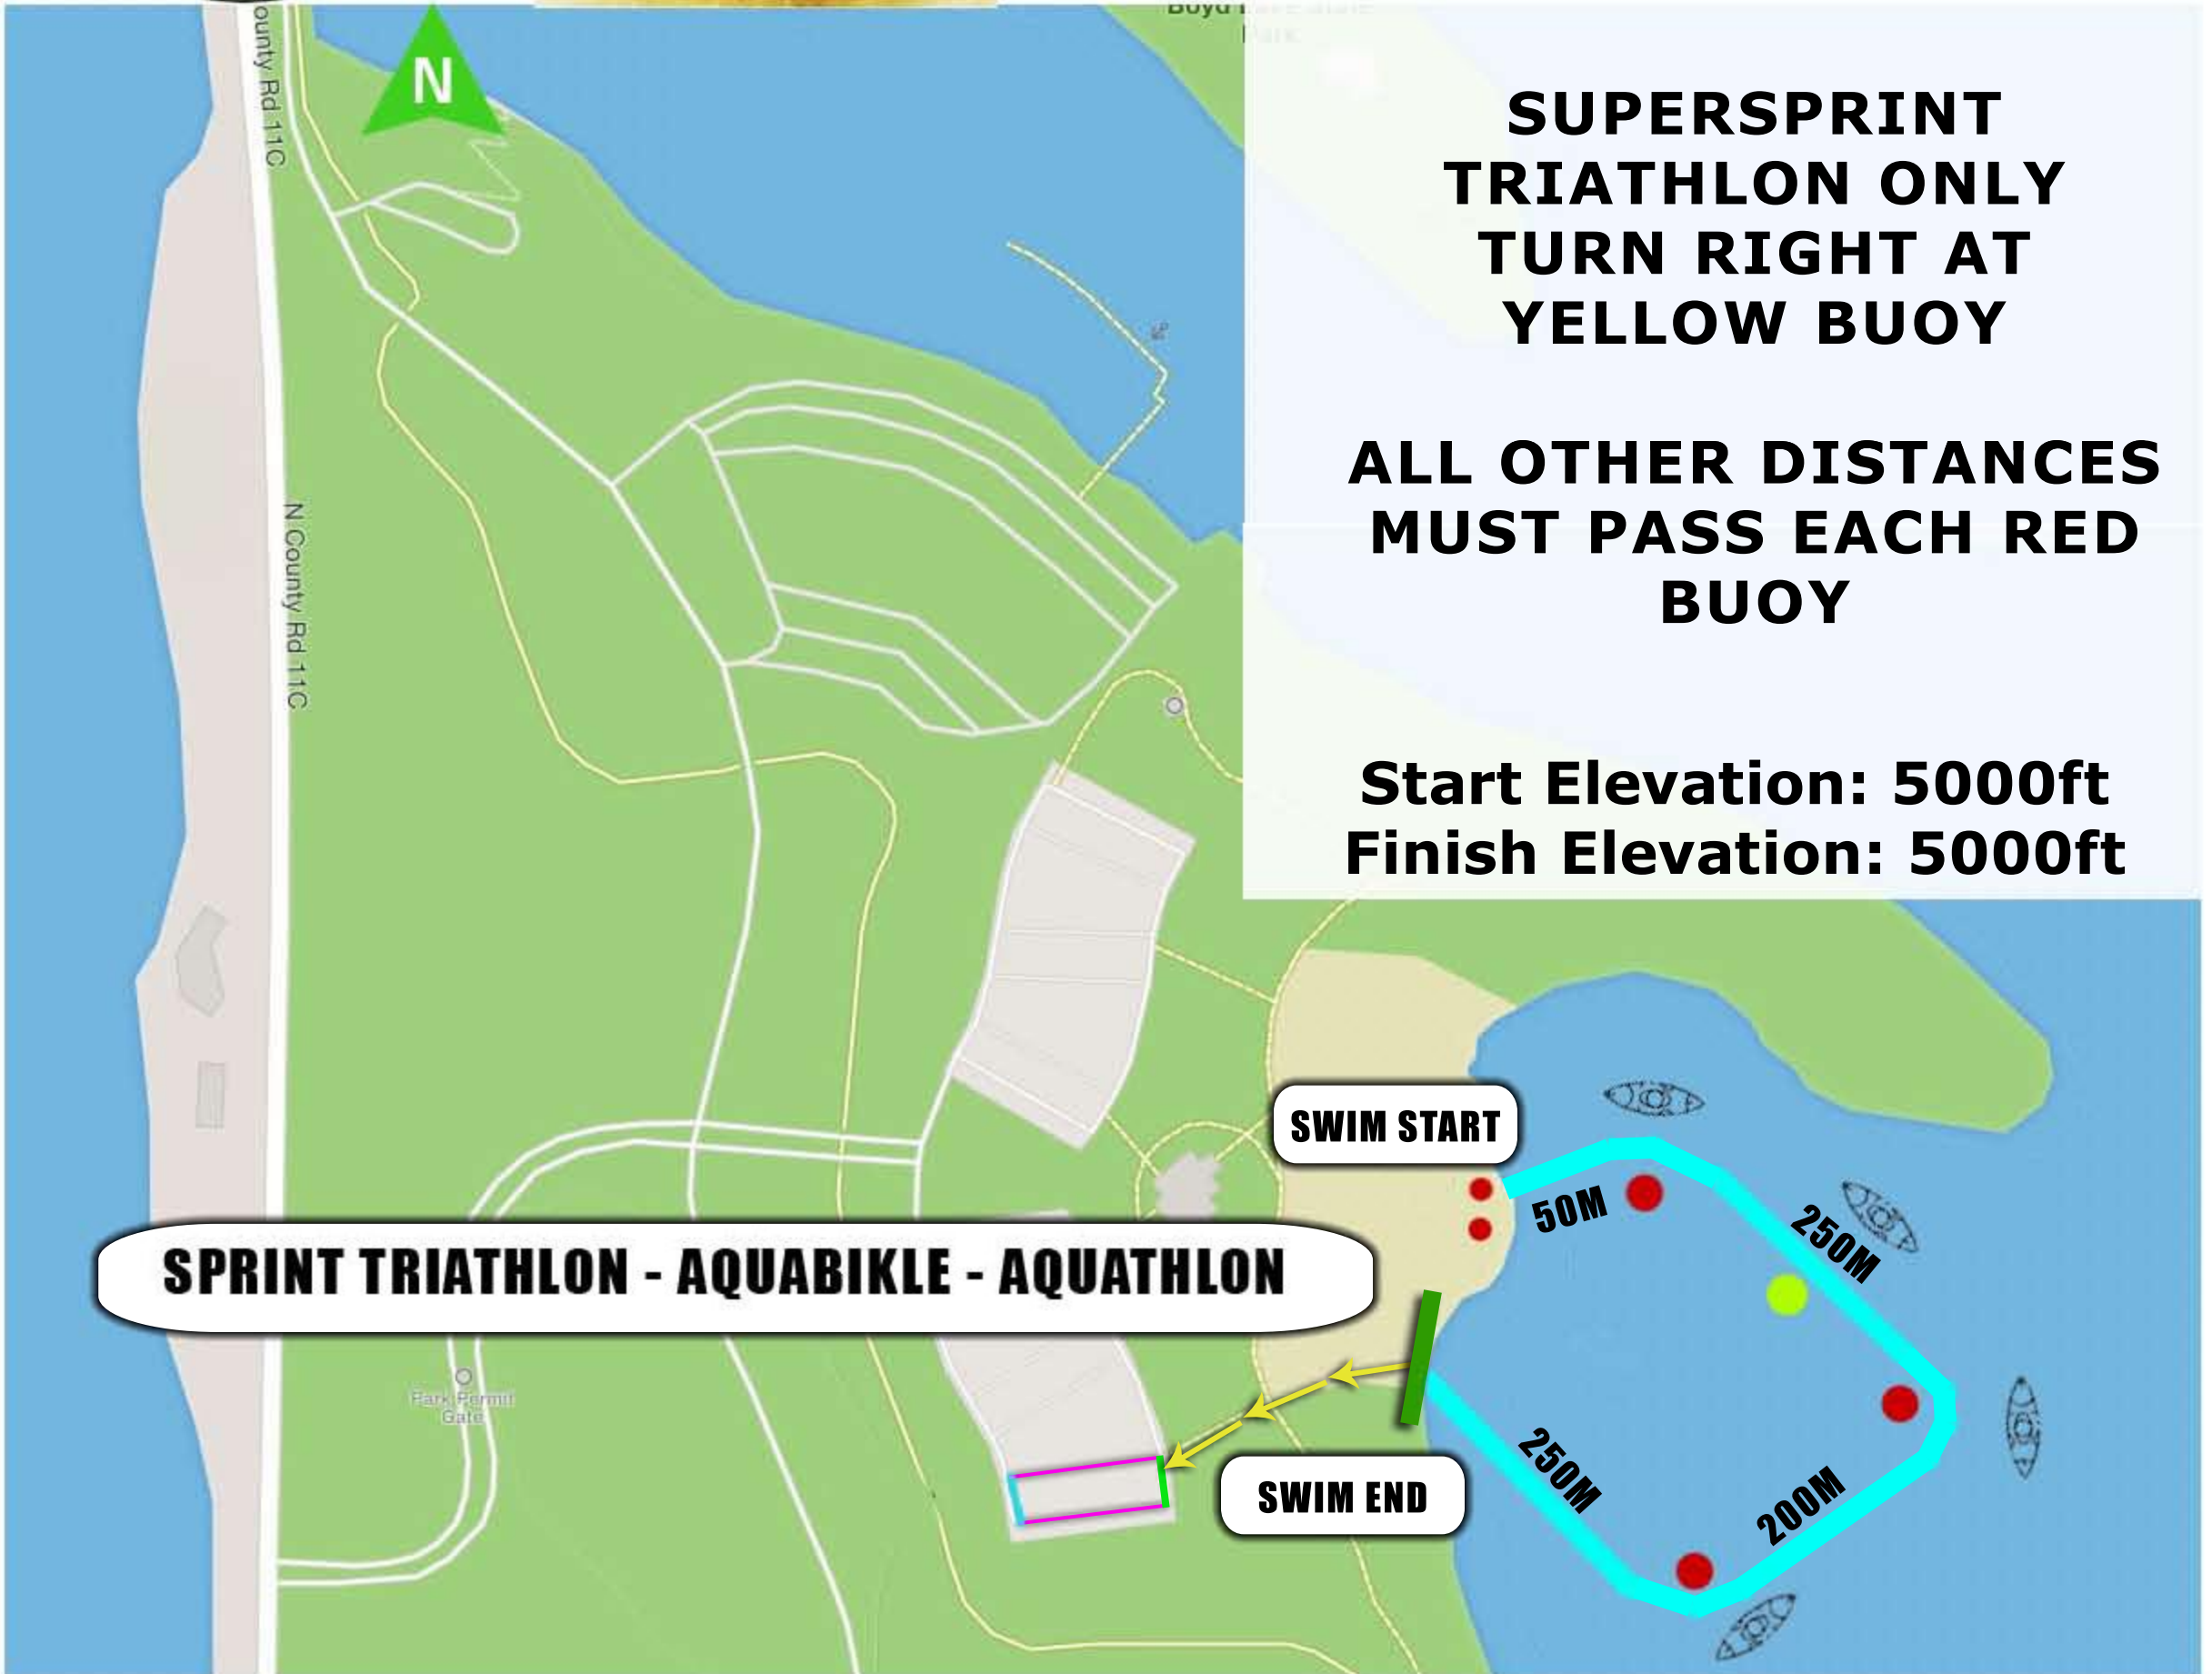 N
ounty Rd 11C
SUPERSPRINT
TRIATHLON ONLY
TURN RIGHT AT
YELLOW BUOY
ALL OTHER DISTANCES
MUST PASS EACH RED
BUOY
N County Rd 11C
Start Elevation: 5000ft
Finish Elevation: 5000ft
SWIM START
50M
250M
SPRINT TRIATHLON - AQUABIKLE - AQUATHLON
Park Permit
Gate
SWIM END
250M
200M